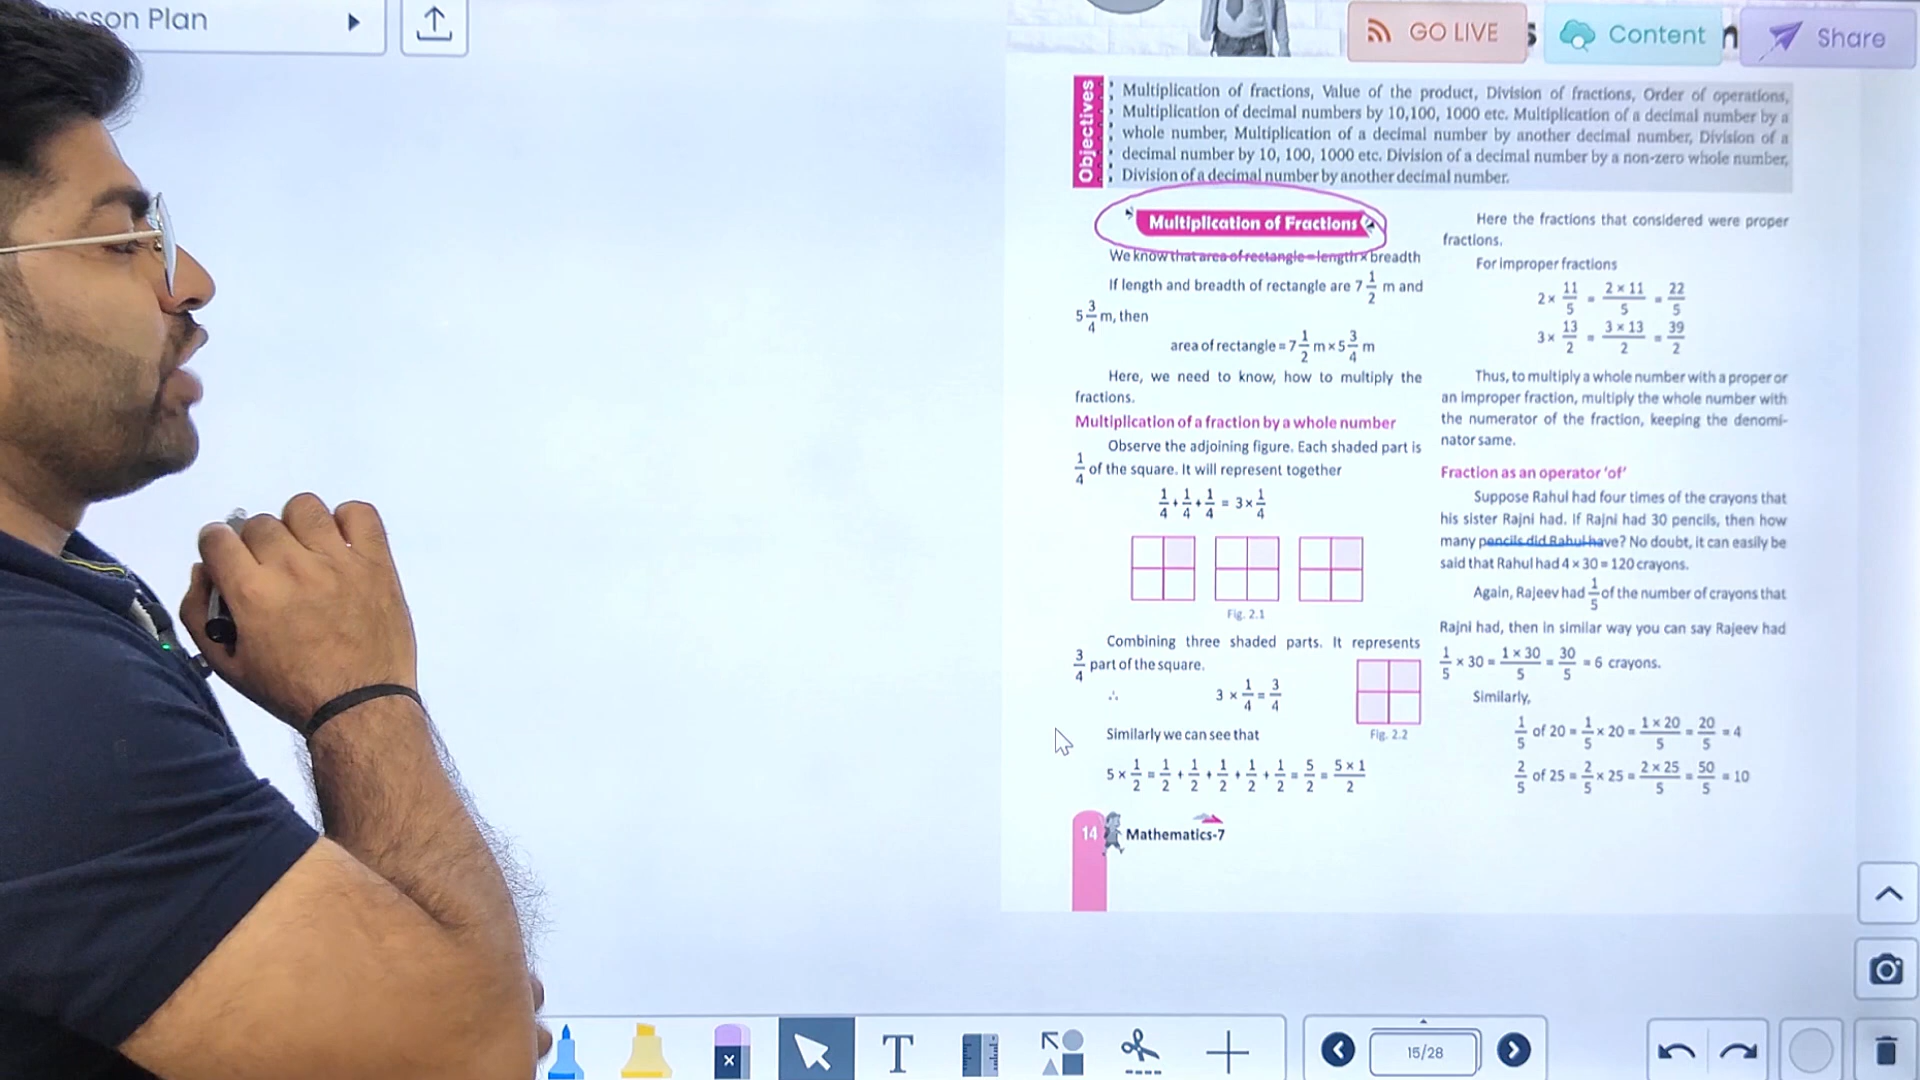 sson Plan
GO LIVE
Content
Share
Objectives
Multiplication of fractions, Value of the product, Division of fractions, Order of operations,
Multiplication of decimal numbers by 10,100, 1000 etc. Multiplication of a decimal number by a
whole number, Multiplication of a decimal number by another decimal number, Division of a
decimal number by 10, 100, 1000 etc. Division of a decimal number by a non-zero whole number,
Division of a decimal number by another decimal number.
Multiplication of Fractions
We know that area of rectangle = length × breadth
If length and breadth of rectangle are 7 1/2 m and
5 3/4 m, then
area of rectangle = 7 1/2 m × 5 3/4 m
Here, we need to know, how to multiply the
fractions.
Multiplication of a fraction by a whole number
Observe the adjoining figure. Each shaded part is
1/4 of the square. It will represent together
1/4 + 1/4 + 1/4 = 3 × 1/4
Fig. 2.1
Combining three shaded parts. It represents
3/4 part of the square.
∴ 3 × 1/4 = 3/4
Fig. 2.2
Similarly we can see that
5 × 1/2 = 1/2 + 1/2 + 1/2 + 1/2 + 1/2 = 5/2 = 5 × 1/2
14 Mathematics-7
Here the fractions that considered were proper
fractions.
For improper fractions
2 × 11/5 = 2 × 11/5 = 22/5
3 × 13/2 = 3 × 13/2 = 39/2
Thus, to multiply a whole number with a proper or
an improper fraction, multiply the whole number with
the numerator of the fraction, keeping the denomi-
nator same.
Fraction as an operator 'of'
Suppose Rahul had four times of the crayons that
his sister Rajni had. If Rajni had 30 pencils, then how
many pencils did Rahul have? No doubt, it can easily be
said that Rahul had 4 × 30 = 120 crayons.
Again, Rajeev had 1/5 of the number of crayons that
Rajni had, then in similar way you can say Rajeev had
1/5 × 30 = 1 × 30/5 = 30/5 = 6 crayons.
Similarly,
1/5 of 20 = 1/5 × 20 = 1 × 20/5 = 20/5 = 4
2/5 of 25 = 2/5 × 25 = 2 × 25/5 = 50/5 = 10
T
15/28